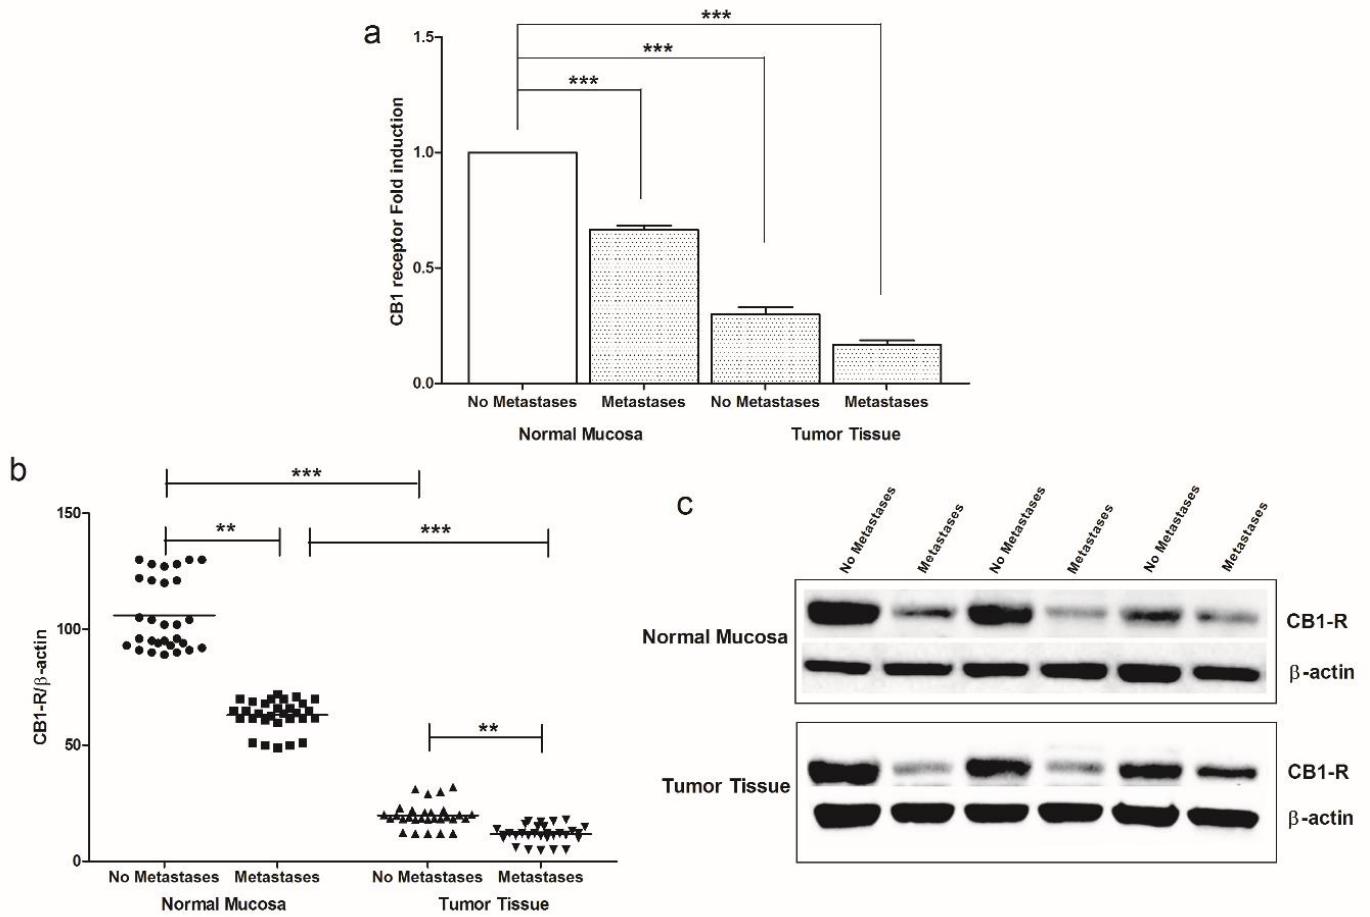 a
CB1 receptor Fold induction
1.5
1.0
0.5
0.0
***
***
***
No Metastases Metastases No Metastases Metastases
Normal Mucosa Tumor Tissue
b
CB1-R/β-actin
150
100
50
0
***
** ***
**
No Metastases Metastases No Metastases Metastases
Normal Mucosa Tumor Tissue
c
No Metastases Metastases No Metastases Metastases No Metastases Metastases
Normal Mucosa
CB1-R
β-actin
Tumor Tissue
CB1-R
β-actin